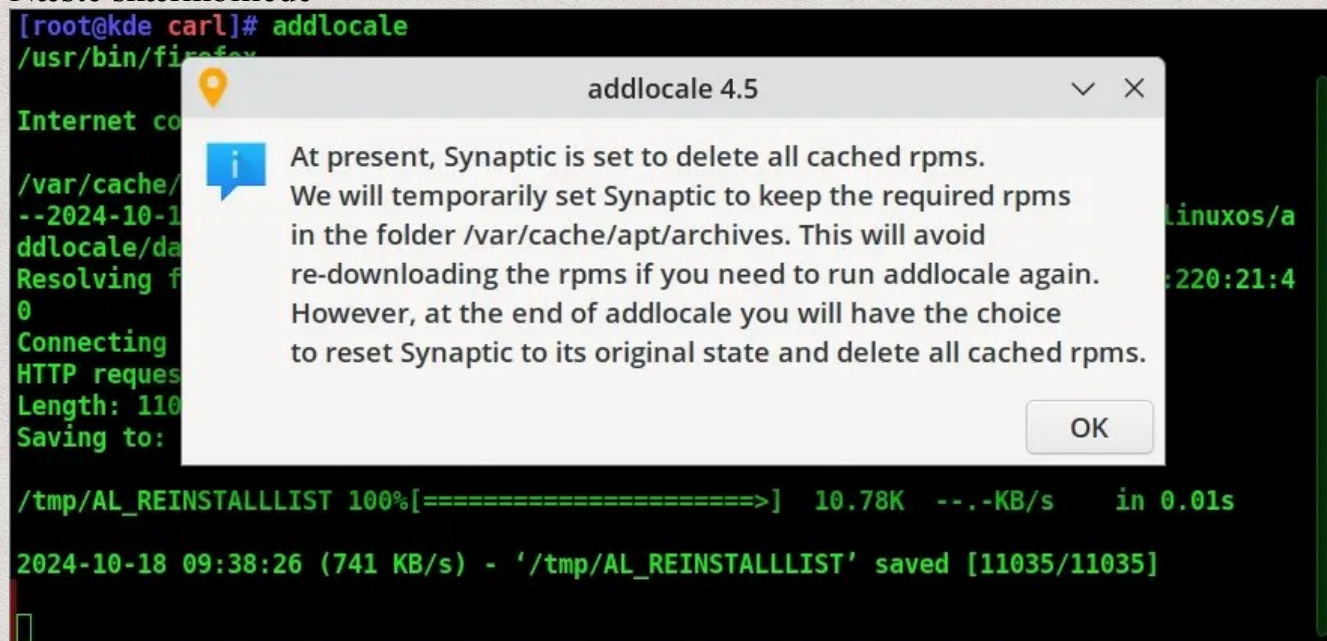 [root@kde carl]# addlocale
/usr/bin/firefox
addlocale 4.5
Internet co
At present, Synaptic is set to delete all cached rpms.
We will temporarily set Synaptic to keep the required rpms
in the folder /var/cache/apt/archives. This will avoid
re-downloading the rpms if you need to run addlocale again.
However, at the end of addlocale you will have the choice
to reset Synaptic to its original state and delete all cached rpms.
OK
/var/cache/
--2024-10-1 linuxos/a
ddlocale/da
Resolving f :220:21:4
0
Connecting
HTTP reques
Length: 110
Saving to:
/tmp/AL_REINSTALLLIST 100%[======================>] 10.78K --.-KB/s in 0.01s
2024-10-18 09:38:26 (741 KB/s) - ‘/tmp/AL_REINSTALLLIST’ saved [11035/11035]